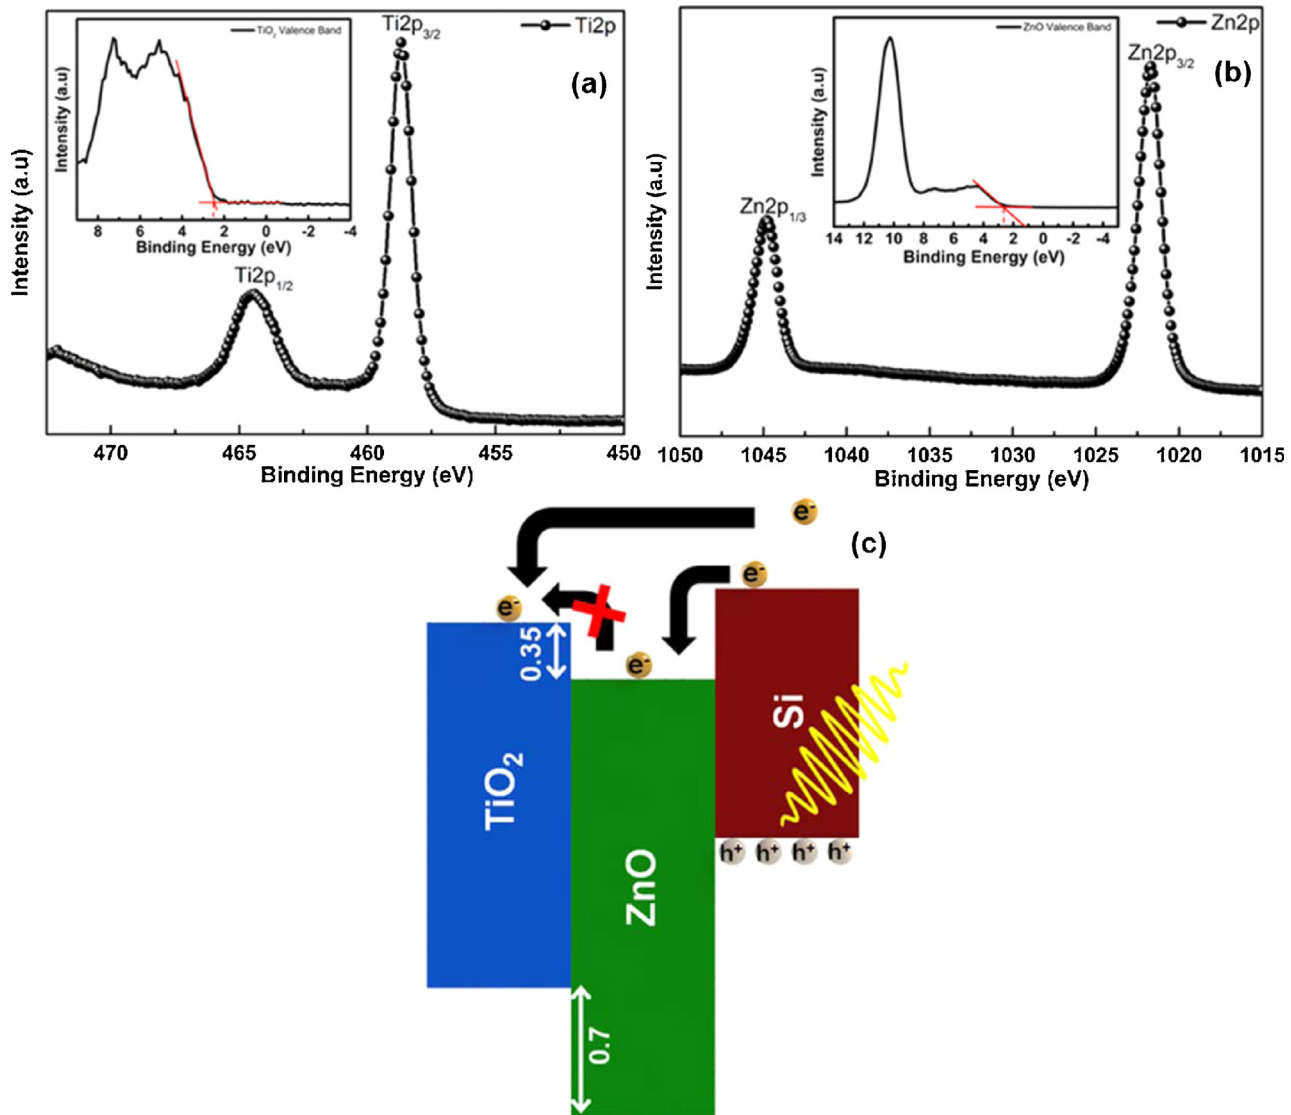 Intensity (a.u)
Ti2p3/2
Ti2p
(a)
TiO2 Valence Band
Intensity (a.u)
8 6 4 2 0 -2 -4
Binding Energy (eV)
Ti2p1/2
470 465 460 455 450
Binding Energy (eV)
Intensity (a.u)
Zn2p
Zn2p3/2
(b)
ZnO Valence Band
Intensity (a.u)
14 12 10 8 6 4 2 0 -2 -4
Binding Energy (eV)
Zn2p1/3
1050 1045 1040 1035 1030 1025 1020 1015
Binding Energy (eV)
(c)
e-
e-
e-
e-
0.35
TiO2
ZnO
Si
h+ h+ h+ h+
0.7